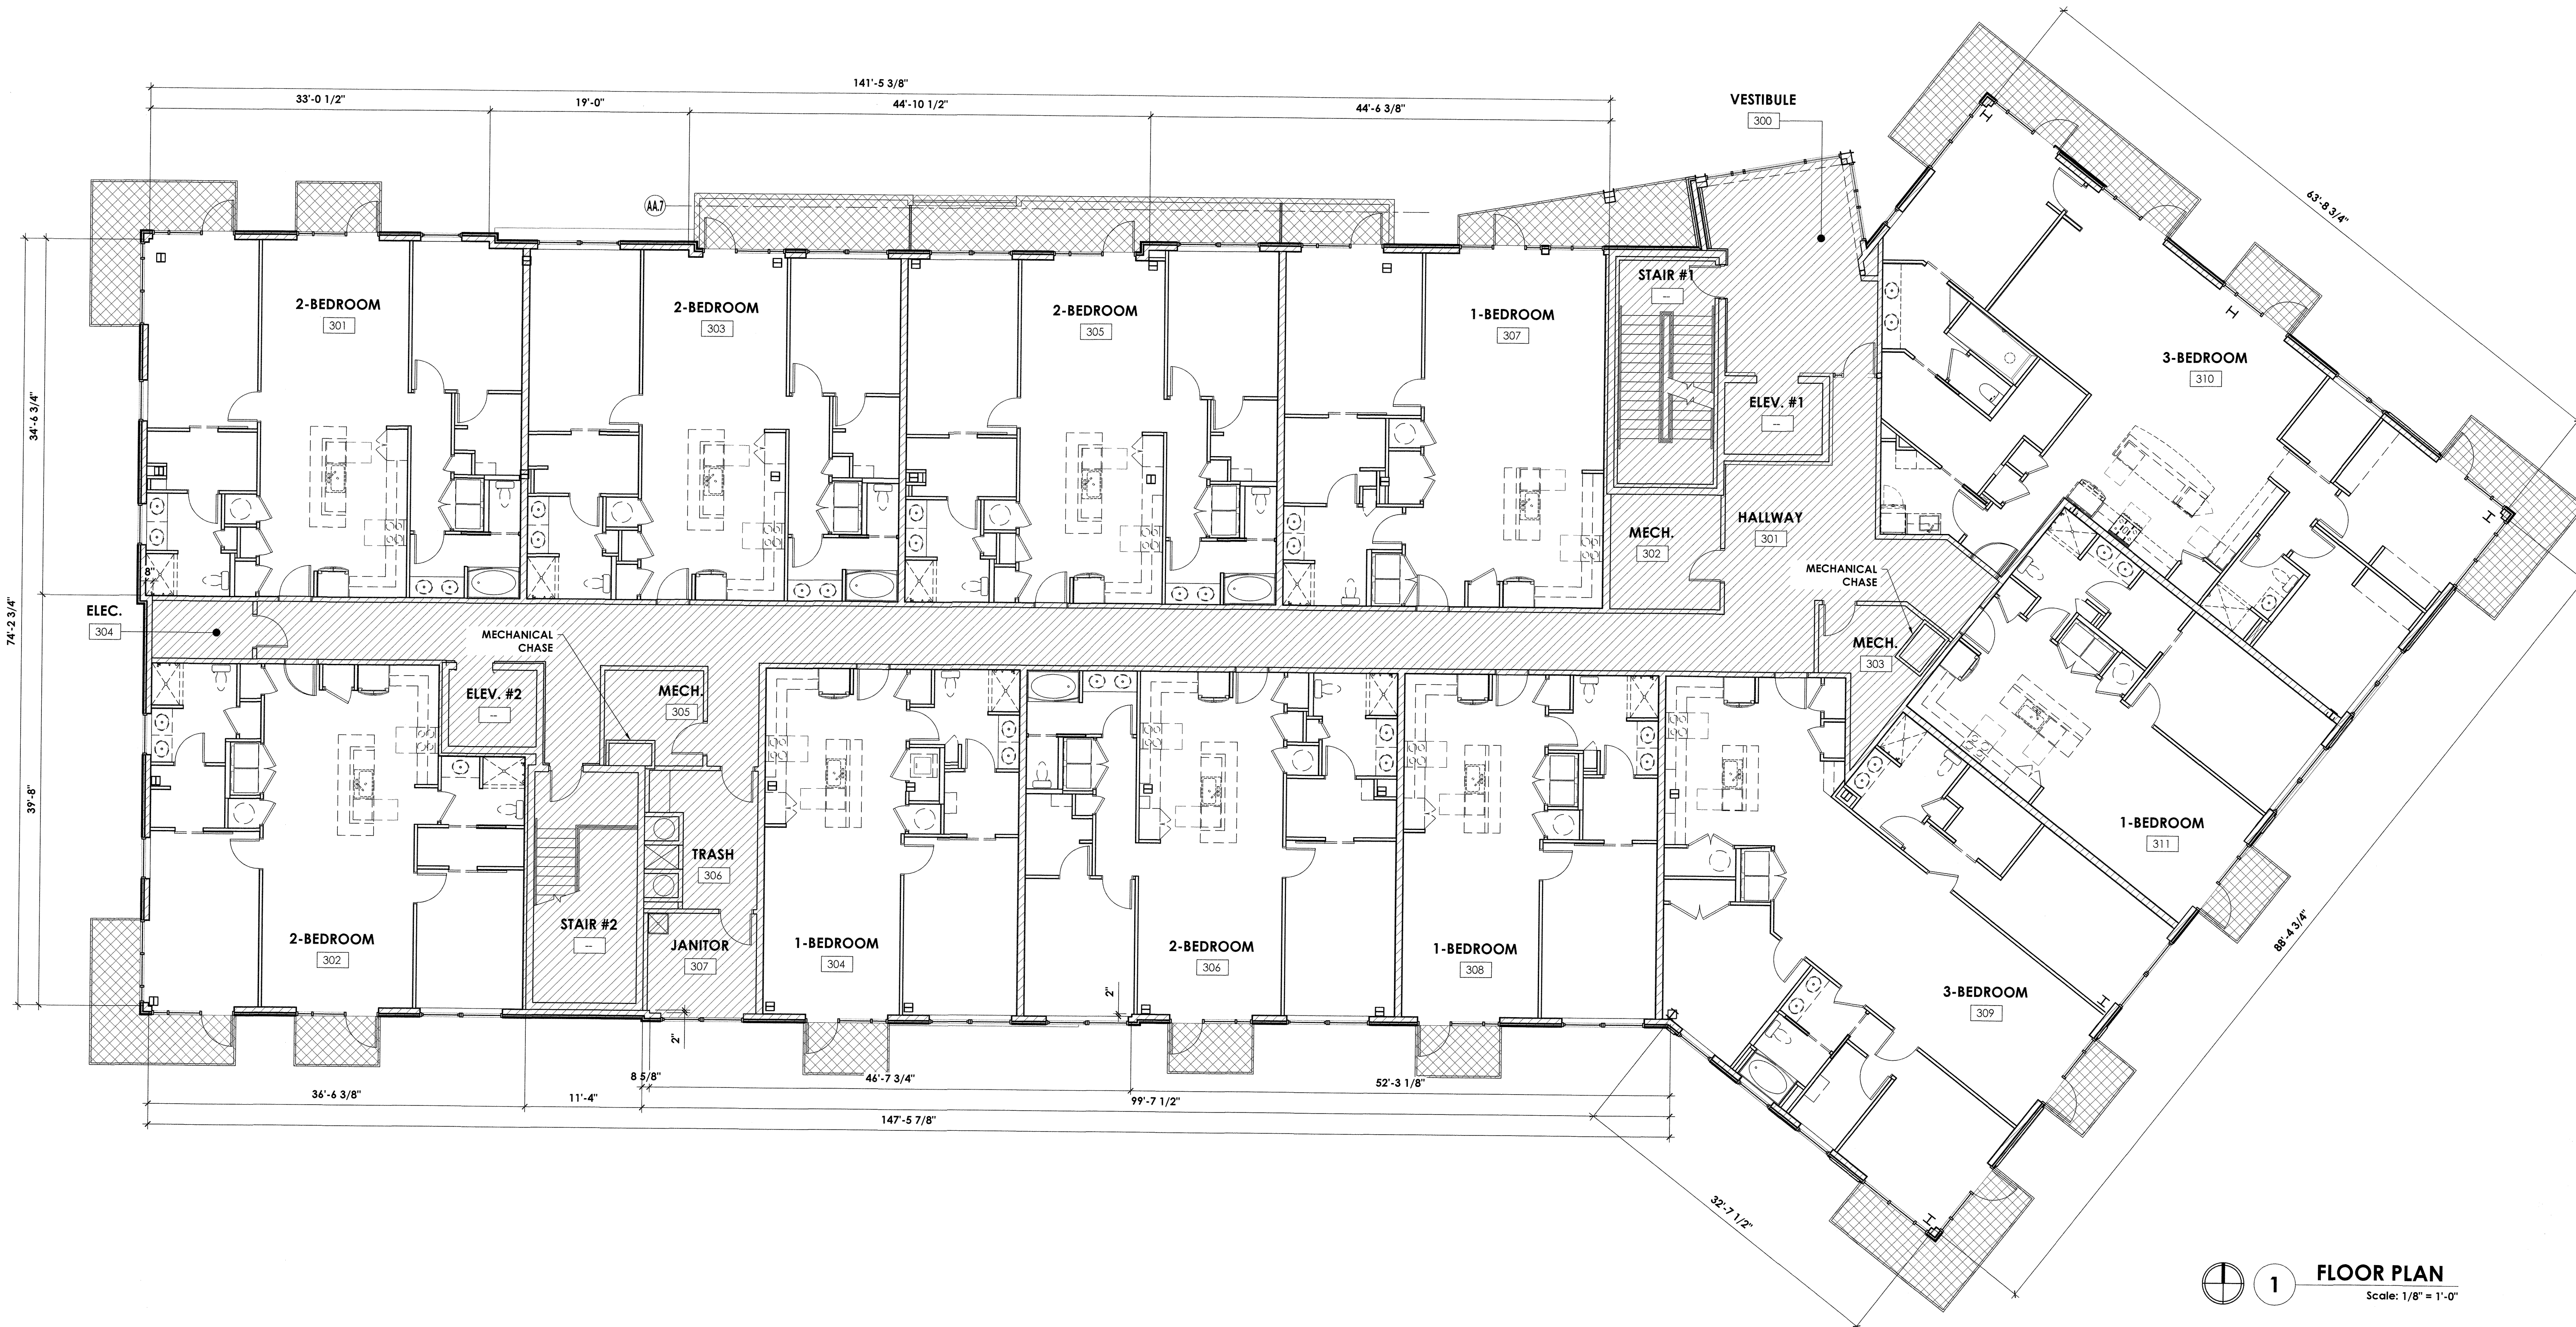 141'-5 3/8"
33'-0 1/2"
19'-0"
44'-10 1/2"
44'-6 3/8"
VESTIBULE
300
63'-8 3/4"
AA.7
STAIR #1
--
2-BEDROOM
301
2-BEDROOM
303
2-BEDROOM
305
1-BEDROOM
307
3-BEDROOM
310
ELEV. #1
--
34'-6 3/4"
74'-2 3/4"
39'-8"
8"
MECH.
302
HALLWAY
301
MECHANICAL
CHASE
ELEC.
304
MECHANICAL
CHASE
MECH.
303
ELEV. #2
--
MECH.
305
1-BEDROOM
311
TRASH
306
STAIR #2
--
JANITOR
307
2-BEDROOM
302
1-BEDROOM
304
2-BEDROOM
306
1-BEDROOM
308
3-BEDROOM
309
88'-4 3/4"
2"
2"
8 5/8"
46'-7 3/4"
52'-3 1/8"
36'-6 3/8"
11'-4"
99'-7 1/2"
147'-5 7/8"
32'-7 1/2"
1
FLOOR PLAN
Scale: 1/8" = 1'-0"